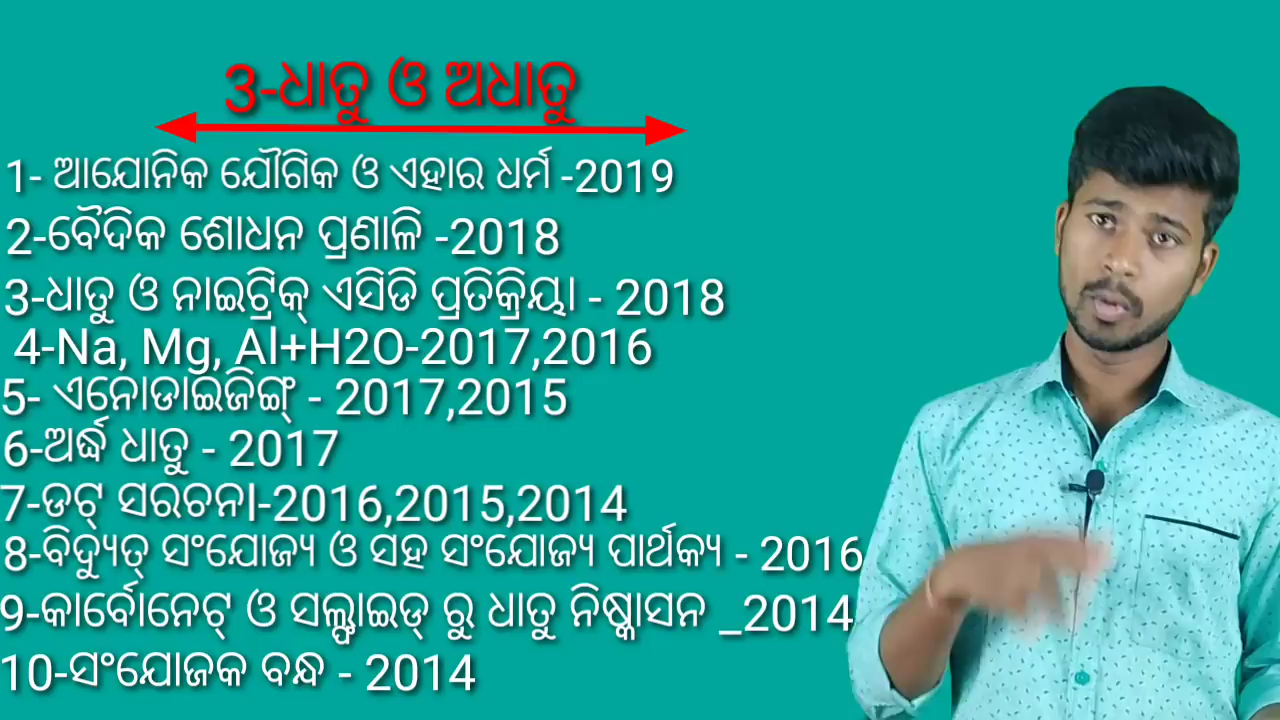 3-ଧାତୁ ଓ ଅଧାତୁ
1- ଆଯୋନିକ ଯୌଗିକ ଓ ଏହାର ଧର୍ମ -2019
2-ବୈଦିକ ଶୋଧନ ପ୍ରଣାଳି -2018
3-ଧାତୁ ଓ ନାଇଟ୍ରିକ୍ ଏସିଡି ପ୍ରତିକ୍ରିୟା - 2018
4-Na, Mg, Al+H2O-2017,2016
5- ଏନୋଡାଇଜିଙ୍ଗ୍ - 2017,2015
6-ଅର୍ଦ୍ଧ ଧାତୁ - 2017
7-ଡଟ୍ ସରଚନା-2016,2015,2014
8-ବିଦ୍ୟୁତ୍ ସଂଯୋଜ୍ୟ ଓ ସହ ସଂଯୋଜ୍ୟ ପାର୍ଥକ୍ୟ - 2016
9-କାର୍ବୋନେଟ୍ ଓ ସଲ୍ଫାଇଡ୍ ରୁ ଧାତୁ ନିଷ୍କାସନ _2014
10-ସଂଯୋଜକ ବନ୍ଧ - 2014